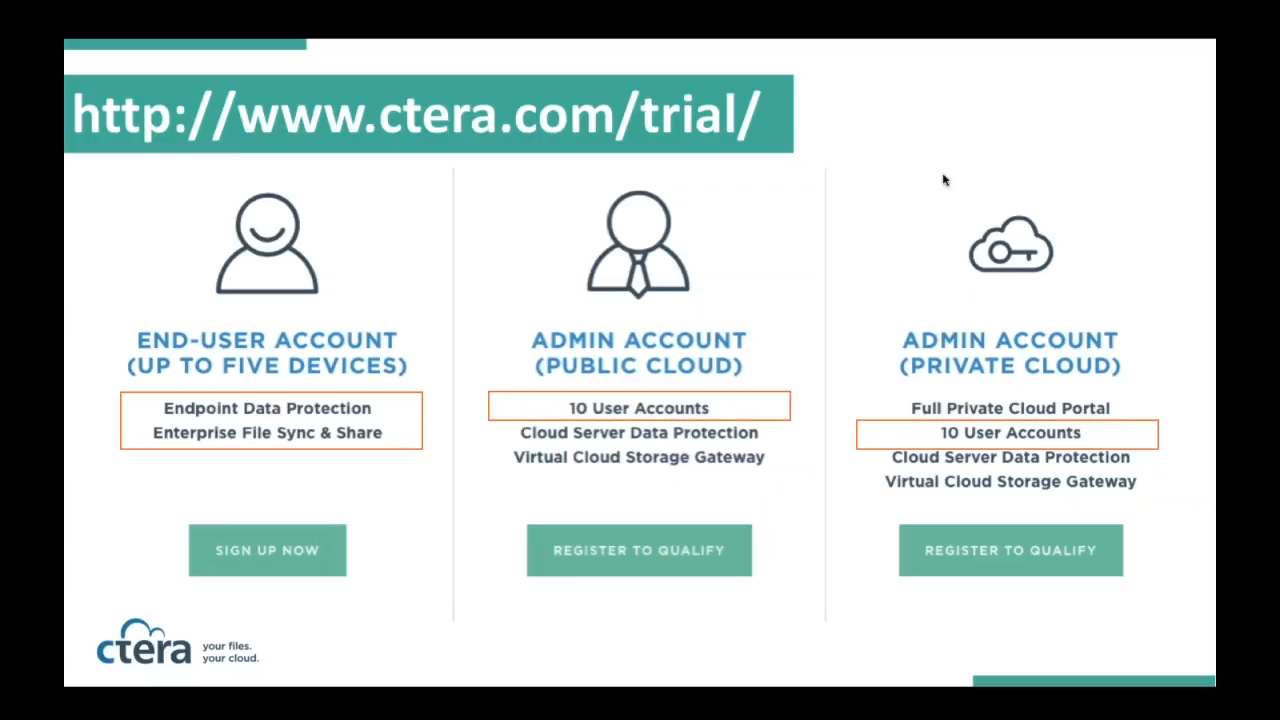 http://www.ctera.com/trial/
END-USER ACCOUNT
(UP TO FIVE DEVICES)
Endpoint Data Protection
Enterprise File Sync & Share
SIGN UP NOW
ADMIN ACCOUNT
(PUBLIC CLOUD)
10 User Accounts
Cloud Server Data Protection
Virtual Cloud Storage Gateway
REGISTER TO QUALIFY
ADMIN ACCOUNT
(PRIVATE CLOUD)
Full Private Cloud Portal
10 User Accounts
Cloud Server Data Protection
Virtual Cloud Storage Gateway
REGISTER TO QUALIFY
ctera
your files.
your cloud.